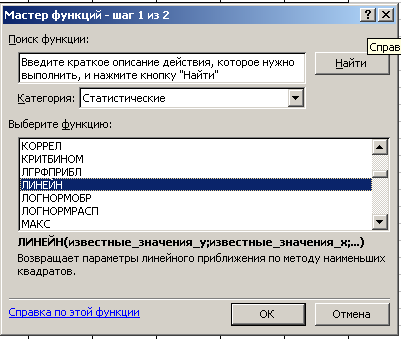 Мастер функций - шаг 1 из 2
Справ
Поиск функции:
Введите краткое описание действия, которое нужно
выполнить, и нажмите кнопку "Найти"
Найти
Категория: Статистические
Выберите функцию:
КОРРЕЛ
КРИТБИНОМ
ЛГРФПРИБЛ
ЛИНЕЙН
ЛОГНОРМОБР
ЛОГНОРМРАСП
МАКС
ЛИНЕЙН(известные_значения_y;известные_значения_x;...)
Возвращает параметры линейного приближения по методу наименьших
квадратов.
Справка по этой функции
ОК
Отмена